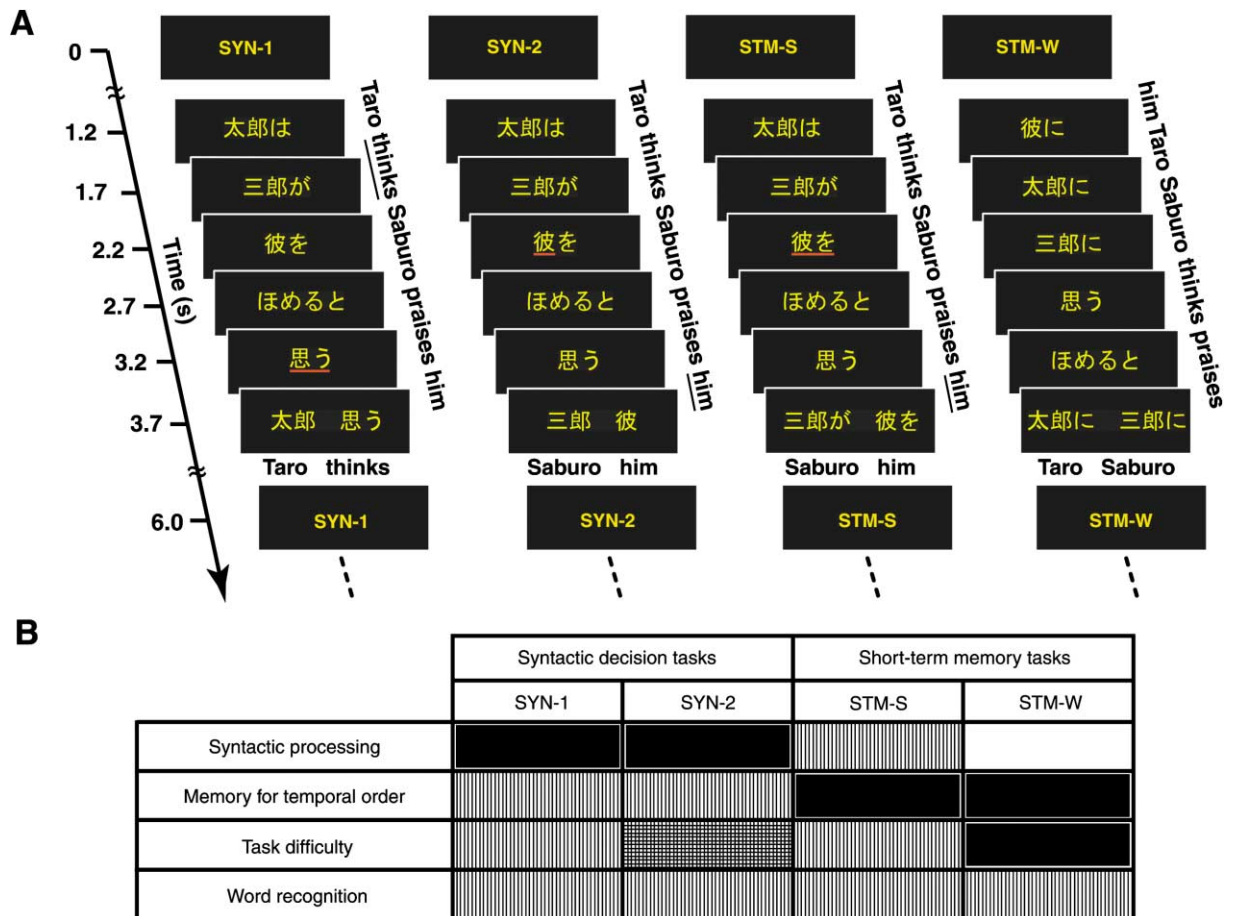 A
0
1.2
1.7
2.2
2.7
3.2
3.7
6.0
Time (s)
SYN-1
太郎は
三郎が
彼を
ほめると
思う
太郎 思う
Taro thinks Saburo praises him
Taro thinks
SYN-1
SYN-2
太郎は
三郎が
彼を
ほめると
思う
三郎 彼
Taro thinks Saburo praises him
Saburo him
SYN-2
STM-S
太郎は
三郎が
彼を
ほめると
思う
三郎が 彼を
Taro thinks Saburo praises him
Saburo him
STM-S
STM-W
彼に
太郎に
三郎に
思う
ほめると
太郎に 三郎に
him Taro Saburo thinks praises
Taro Saburo
STM-W
B
Syntactic decision tasks Short-term memory tasks
SYN-1 SYN-2 STM-S STM-W
Syntactic processing
Memory for temporal order
Task difficulty
Word recognition